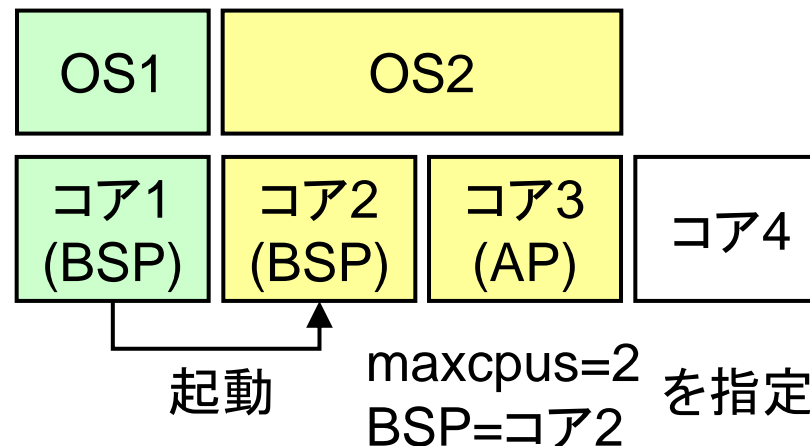 OS1
OS2
コア1
(BSP)
コア2
(BSP)
コア3
(AP)
コア4
起動
maxcpus=2
BSP=コア2
を指定